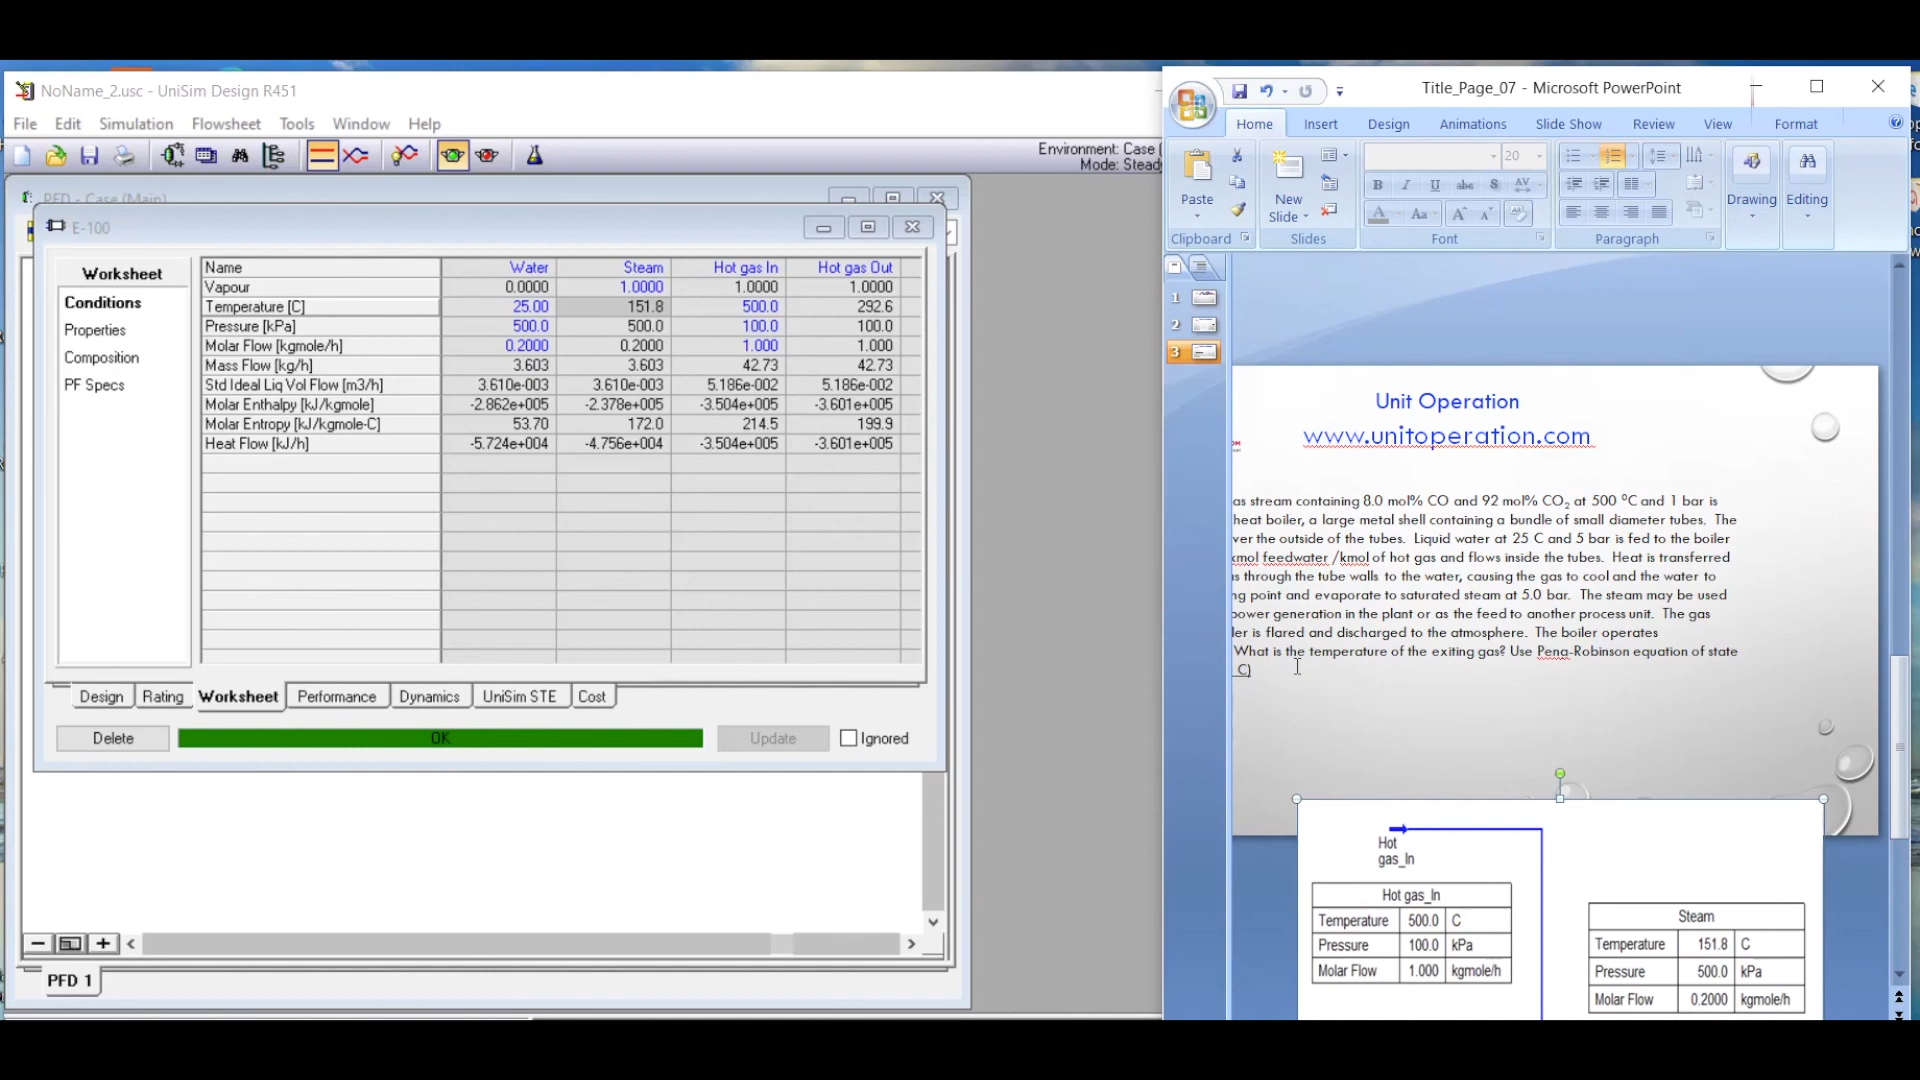 NoName_2.usc - UniSim Design R451
File Edit Simulation Flowsheet Tools Window Help
Environment: Case (
Mode: Steady
PFD - Case (Main)
E-100
Worksheet
Conditions
Properties
Composition
PF Specs
Name Water Steam Hot gas In Hot gas Out
Vapour 0.0000 1.0000 1.0000 1.0000
Temperature [C] 25.00 151.8 500.0 292.6
Pressure [kPa] 500.0 500.0 100.0 100.0
Molar Flow [kgmole/h] 0.2000 0.2000 1.000 1.000
Mass Flow [kg/h] 3.603 3.603 42.73 42.73
Std Ideal Liq Vol Flow [m3/h] 3.610e-003 3.610e-003 5.186e-002 5.186e-002
Molar Enthalpy [kJ/kgmole] -2.862e+005 -2.378e+005 -3.504e+005 -3.601e+005
Molar Entropy [kJ/kgmole-C] 53.70 172.0 214.5 199.9
Heat Flow [kJ/h] -5.724e+004 -4.756e+004 -3.504e+005 -3.601e+005
Design Rating Worksheet Performance Dynamics UniSim STE Cost
Delete OK Update Ignored
PFD 1
Title_Page_07 - Microsoft PowerPoint
Home Insert Design Animations Slide Show Review View Format
Paste New Slide 20 Drawing Editing
Clipboard Slides Font Paragraph
1
2
3
Unit Operation
www.unitoperation.com
as stream containing 8.0 mol% CO and 92 mol% CO₂ at 500 ⁰C and 1 bar is
heat boiler, a large metal shell containing a bundle of small diameter tubes. The
ver the outside of the tubes. Liquid water at 25 C and 5 bar is fed to the boiler
kmol feedwater /kmol of hot gas and flows inside the tubes. Heat is transferred
s through the tube walls to the water, causing the gas to cool and the water to
ng point and evaporate to saturated steam at 5.0 bar. The steam may be used
power generation in the plant or as the feed to another process unit. The gas
ler is flared and discharged to the atmosphere. The boiler operates
What is the temperature of the exiting gas? Use Peng-Robinson equation of state
C)
Hot
gas_In
Hot gas_In
Temperature 500.0 C
Pressure 100.0 kPa
Molar Flow 1.000 kgmole/h
Steam
Temperature 151.8 C
Pressure 500.0 kPa
Molar Flow 0.2000 kgmole/h